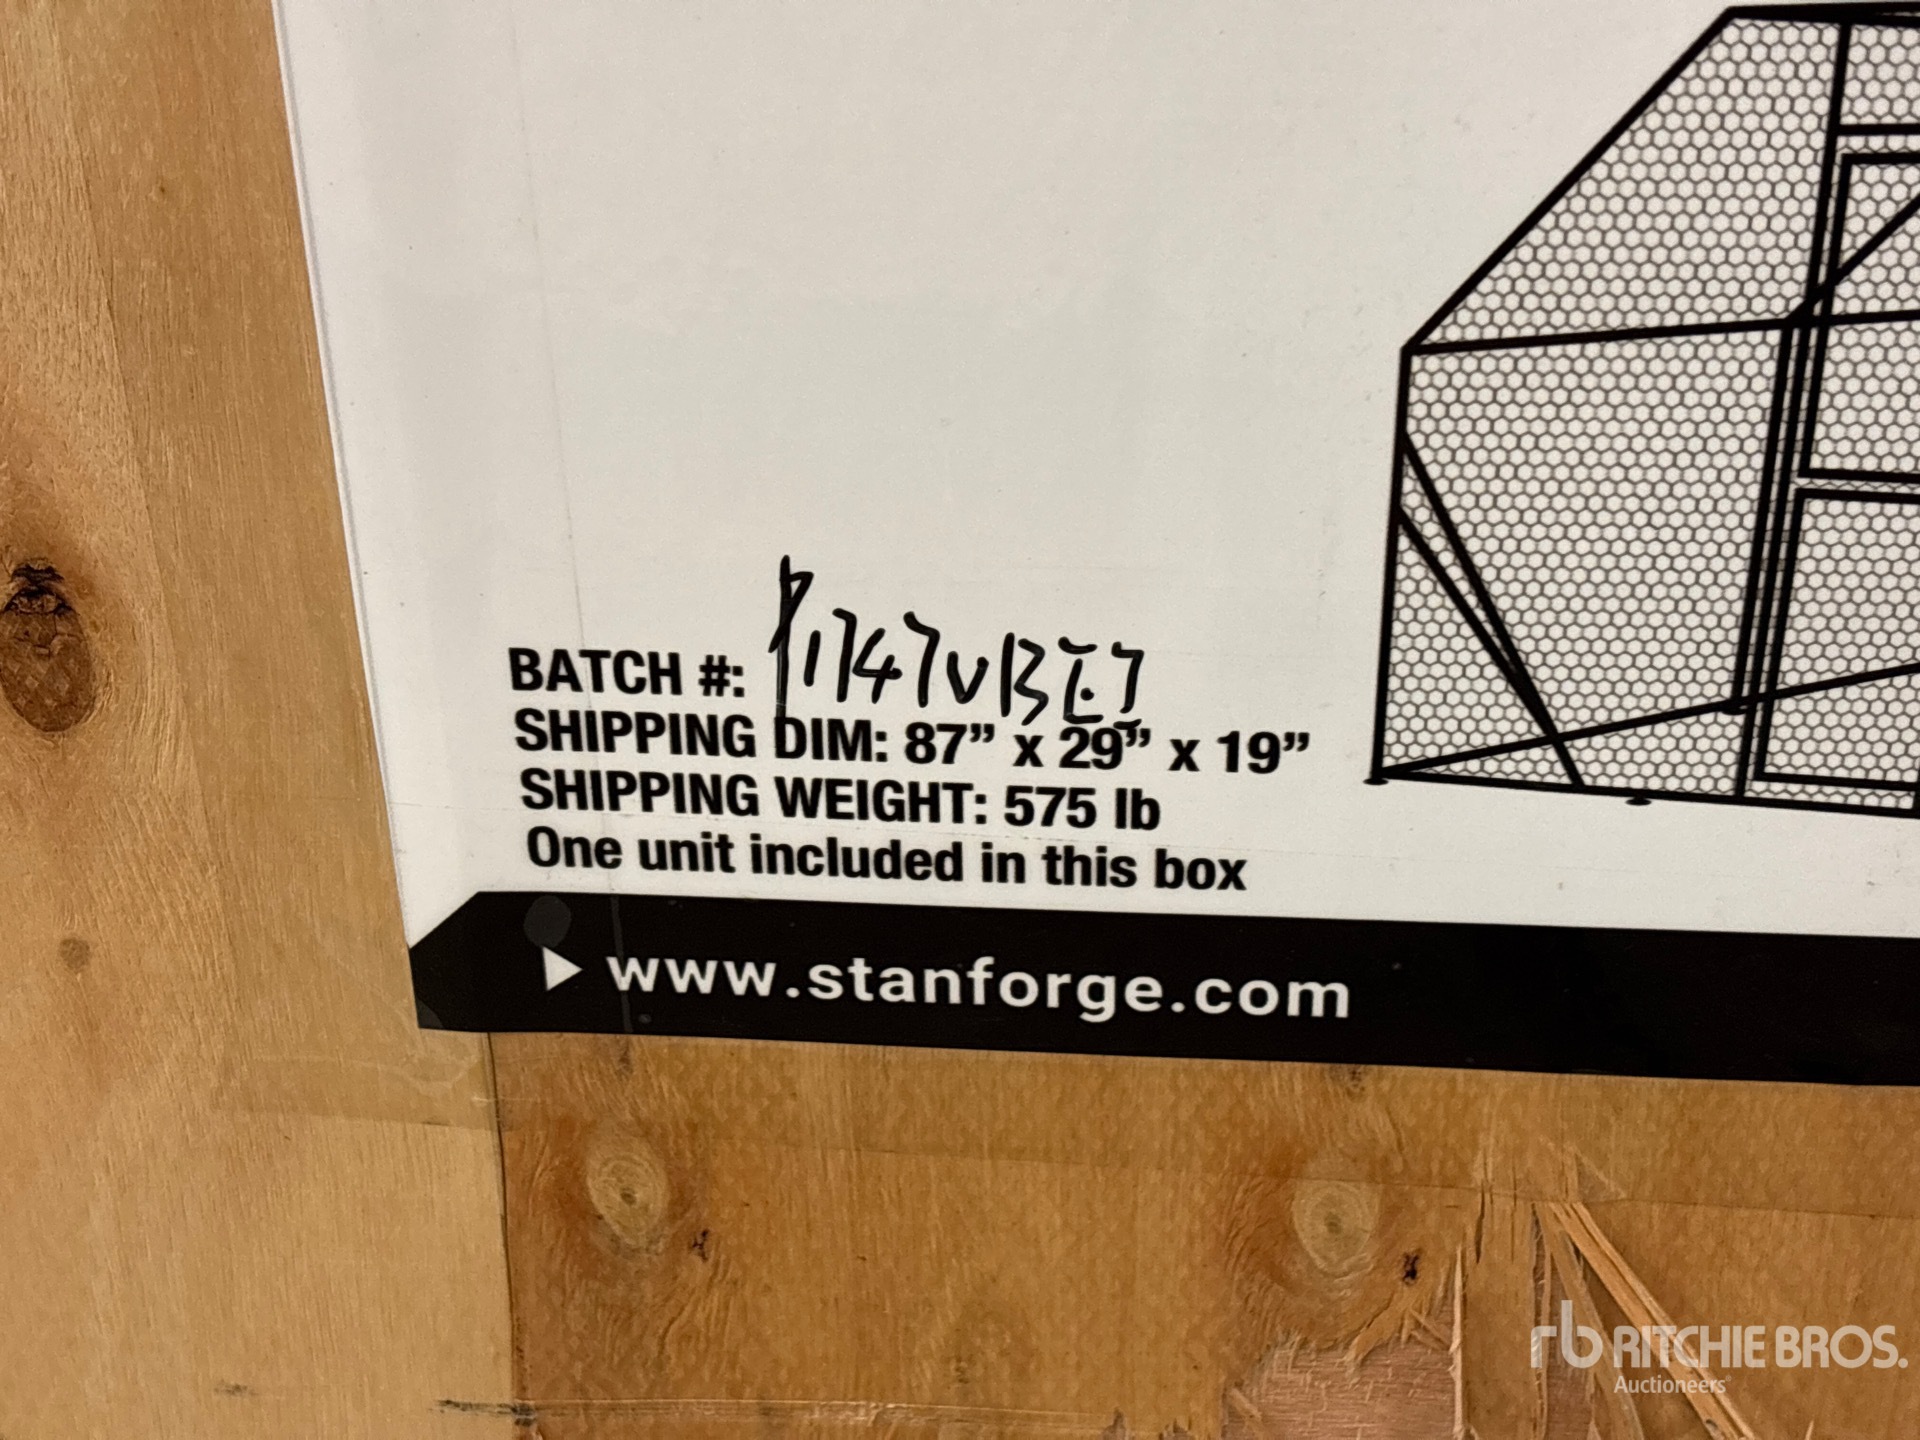 BATCH #:
SHIPPING DIM: 87" x 29" x 19"
SHIPPING WEIGHT: 575 lb
One unit included in this box
www.stanforge.com
rb RITCHIE BROS.
Auctioneers